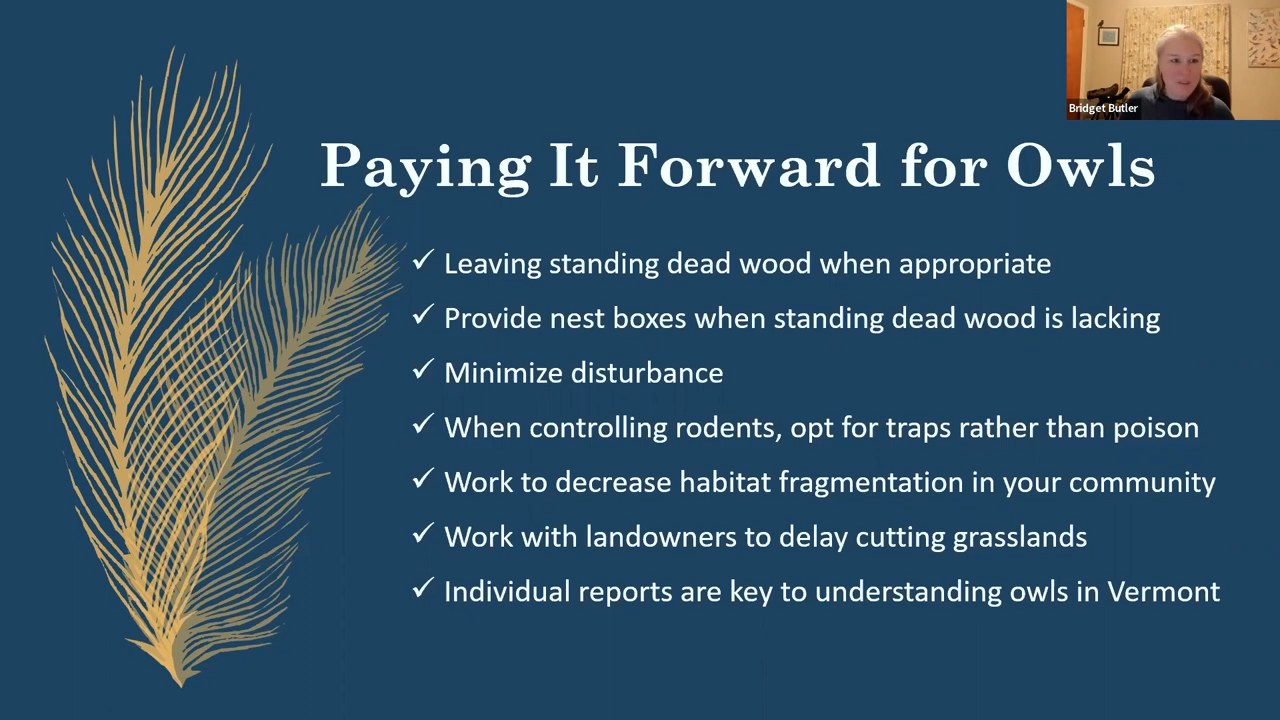 Bridget Butler
Paying It Forward for Owls
✓ Leaving standing dead wood when appropriate
✓ Provide nest boxes when standing dead wood is lacking
✓ Minimize disturbance
✓ When controlling rodents, opt for traps rather than poison
✓ Work to decrease habitat fragmentation in your community
✓ Work with landowners to delay cutting grasslands
✓ Individual reports are key to understanding owls in Vermont